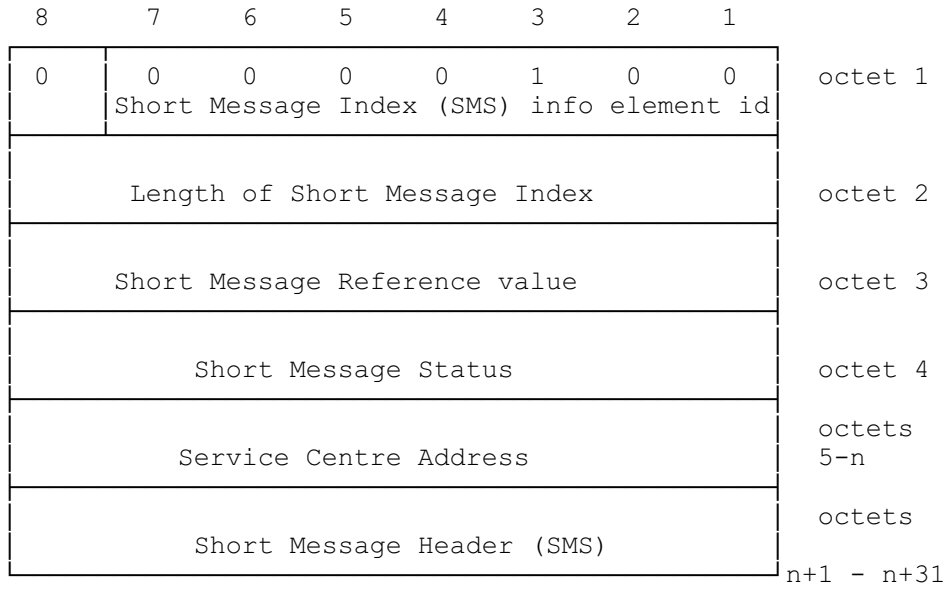 8 7 6 5 4 3 2 1
0 0 0 0 0 1 0 0 octet 1
Short Message Index (SMS) info element id
Length of Short Message Index octet 2
Short Message Reference value octet 3
Short Message Status octet 4
octets
Service Centre Address 5-n
octets
Short Message Header (SMS)
n+1 - n+31